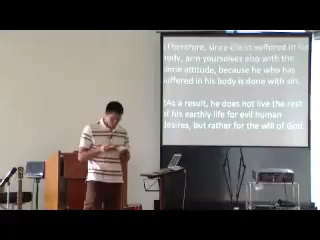 Therefore, since Christ suffered in his
body, arm yourselves also with the
same attitude, because he who has
suffered in his body is done with sin.
2As a result, he does not live the rest
of his earthly life for evil human
desires, but rather for the will of God.